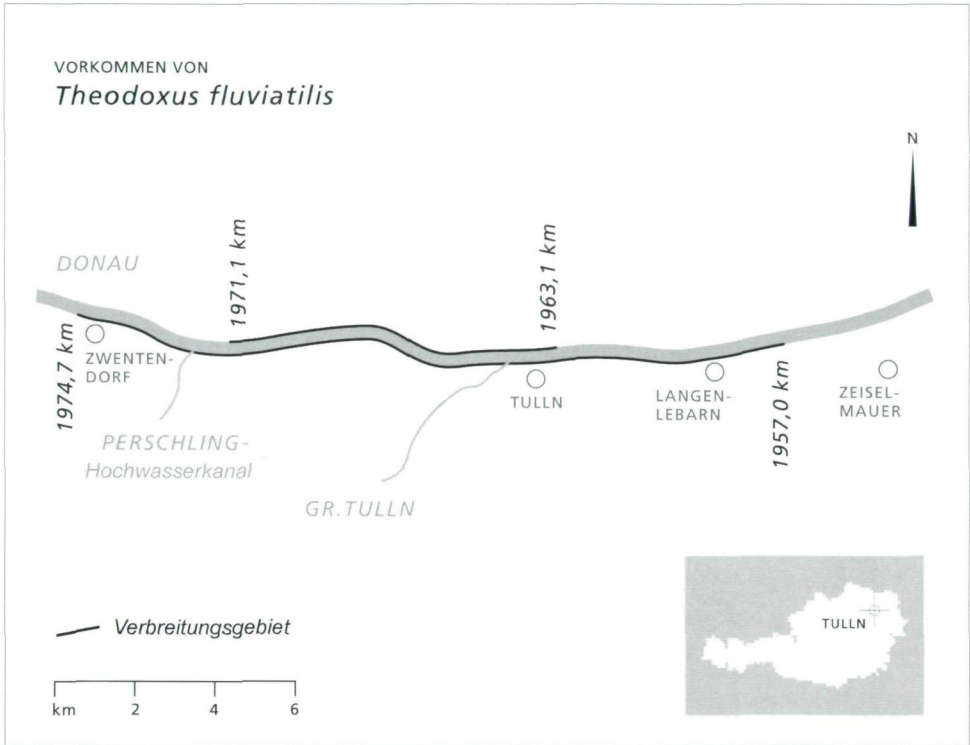 VORKOMMEN VON
Theodoxus fluviatilis
N
DONAU
1971,1 km
1963,1 km
1974,7 km
ZWENTEN-
DORF
TULLN
LANGEN-
LEBARN
1957,0 km
ZEISEL-
MAUER
PERSCHLING-
Hochwasserkanal
GR.TULLN
Verbreitungsgebiet
TULLN
km 2 4 6